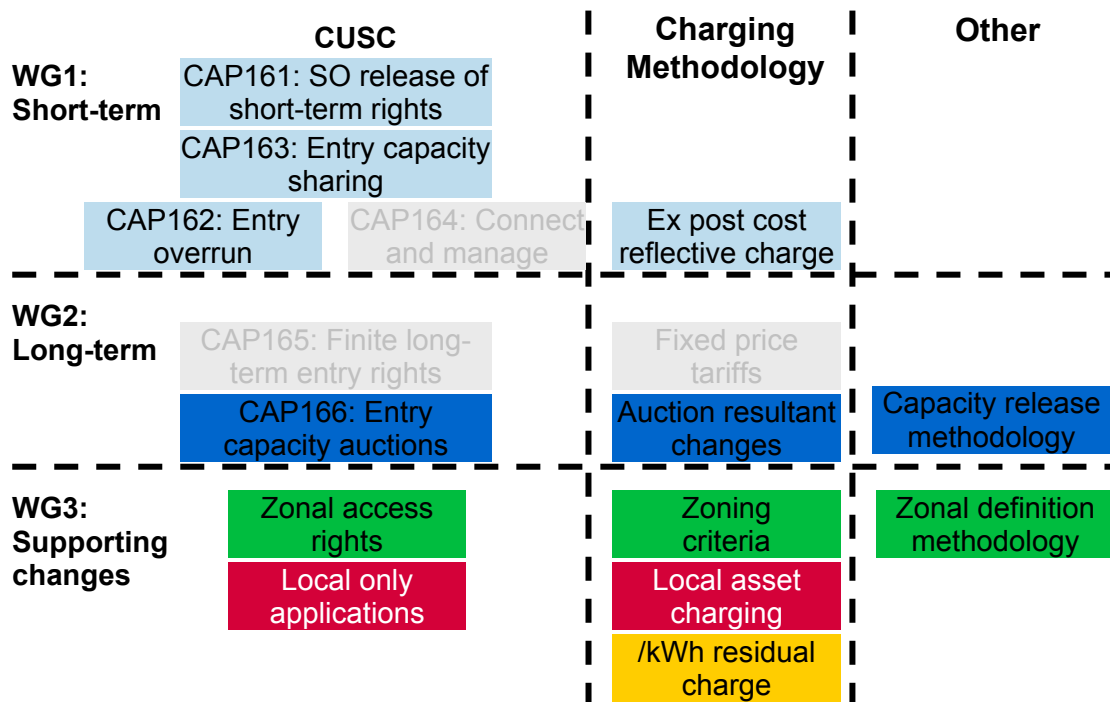 CUSC
Charging
Methodology
Other
WG1:
Short-term
CAP161: SO release of
short-term rights
CAP163: Entry capacity
sharing
CAP162: Entry
overrun
CAP164: Connect
and manage
Ex post cost
reflective charge
WG2:
Long-term
CAP165: Finite long-
term entry rights
Fixed price
tariffs
CAP166: Entry
capacity auctions
Auction resultant
changes
Capacity release
methodology
WG3:
Supporting
changes
Zonal access
rights
Zoning
criteria
Zonal definition
methodology
Local only
applications
Local asset
charging
/kWh residual
charge